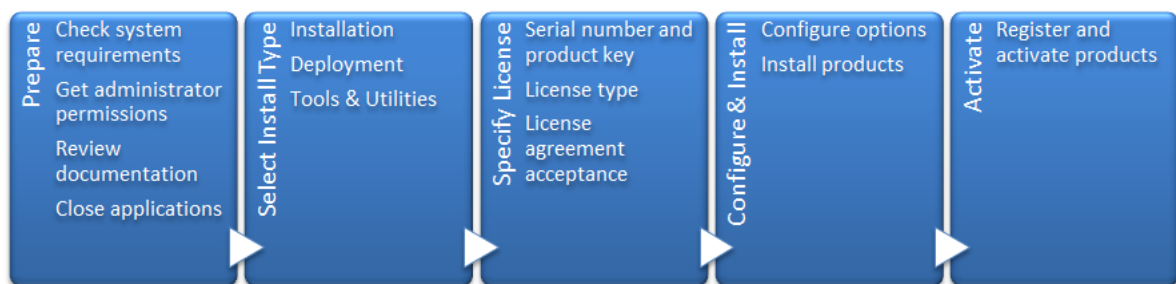 Prepare
Check system
requirements
Get administrator
permissions
Review
documentation
Close applications
Select Install Type
Installation
Deployment
Tools & Utilities
Specify License
Serial number and
product key
License type
License
agreement
acceptance
Configure & Install
Configure options
Install products
Activate
Register and
activate products